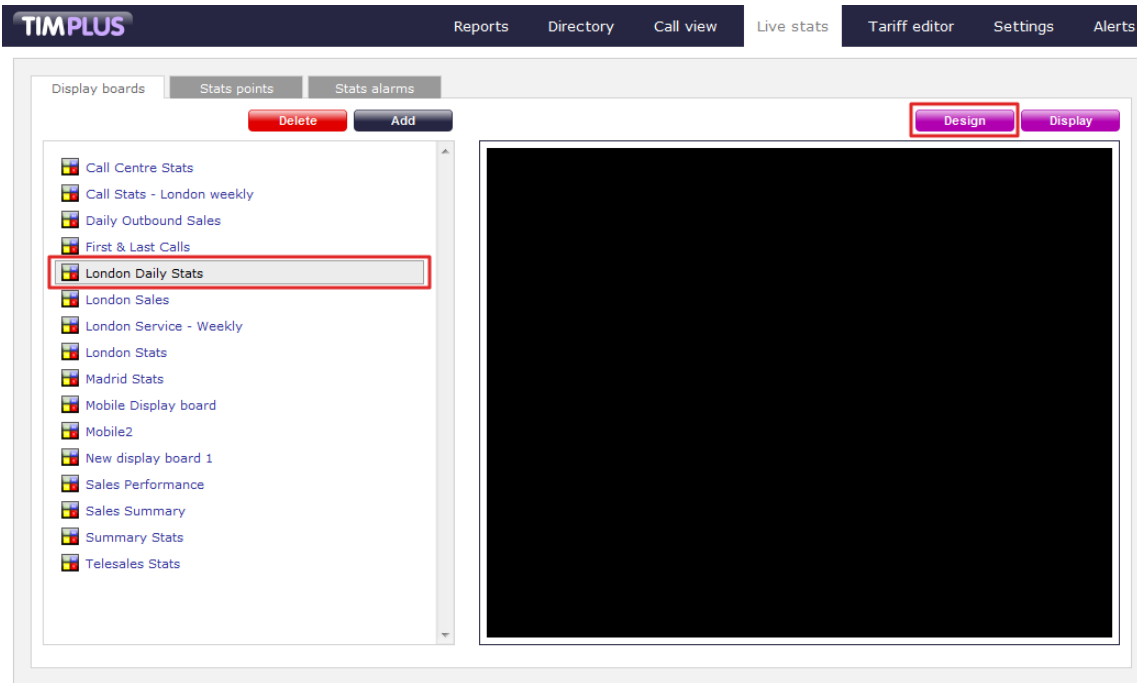 TIMPLUS Reports Directory Call view Live stats Tariff editor Settings Alerts
Display boards Stats points Stats alarms
Delete Add Design Display
Call Centre Stats
Call Stats - London weekly
Daily Outbound Sales
First & Last Calls
London Daily Stats
London Sales
London Service - Weekly
London Stats
Madrid Stats
Mobile Display board
Mobile2
New display board 1
Sales Performance
Sales Summary
Summary Stats
Telesales Stats